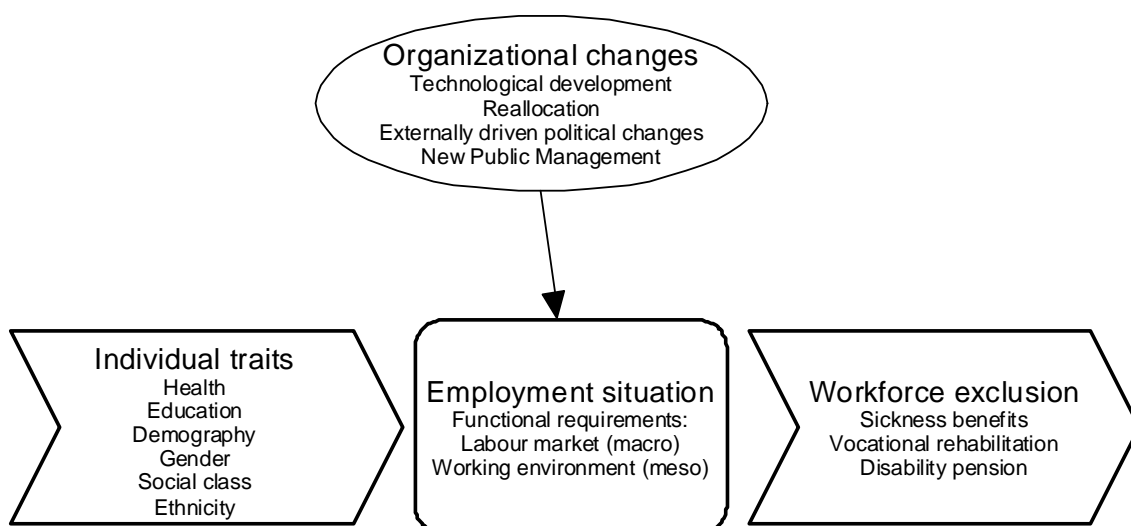 Organizational changes
Technological development
Reallocation
Externally driven political changes
New Public Management
Individual traits
Health
Education
Demography
Gender
Social class
Ethnicity
Employment situation
Functional requirements:
Labour market (macro)
Working environment (meso)
Workforce exclusion
Sickness benefits
Vocational rehabilitation
Disability pension